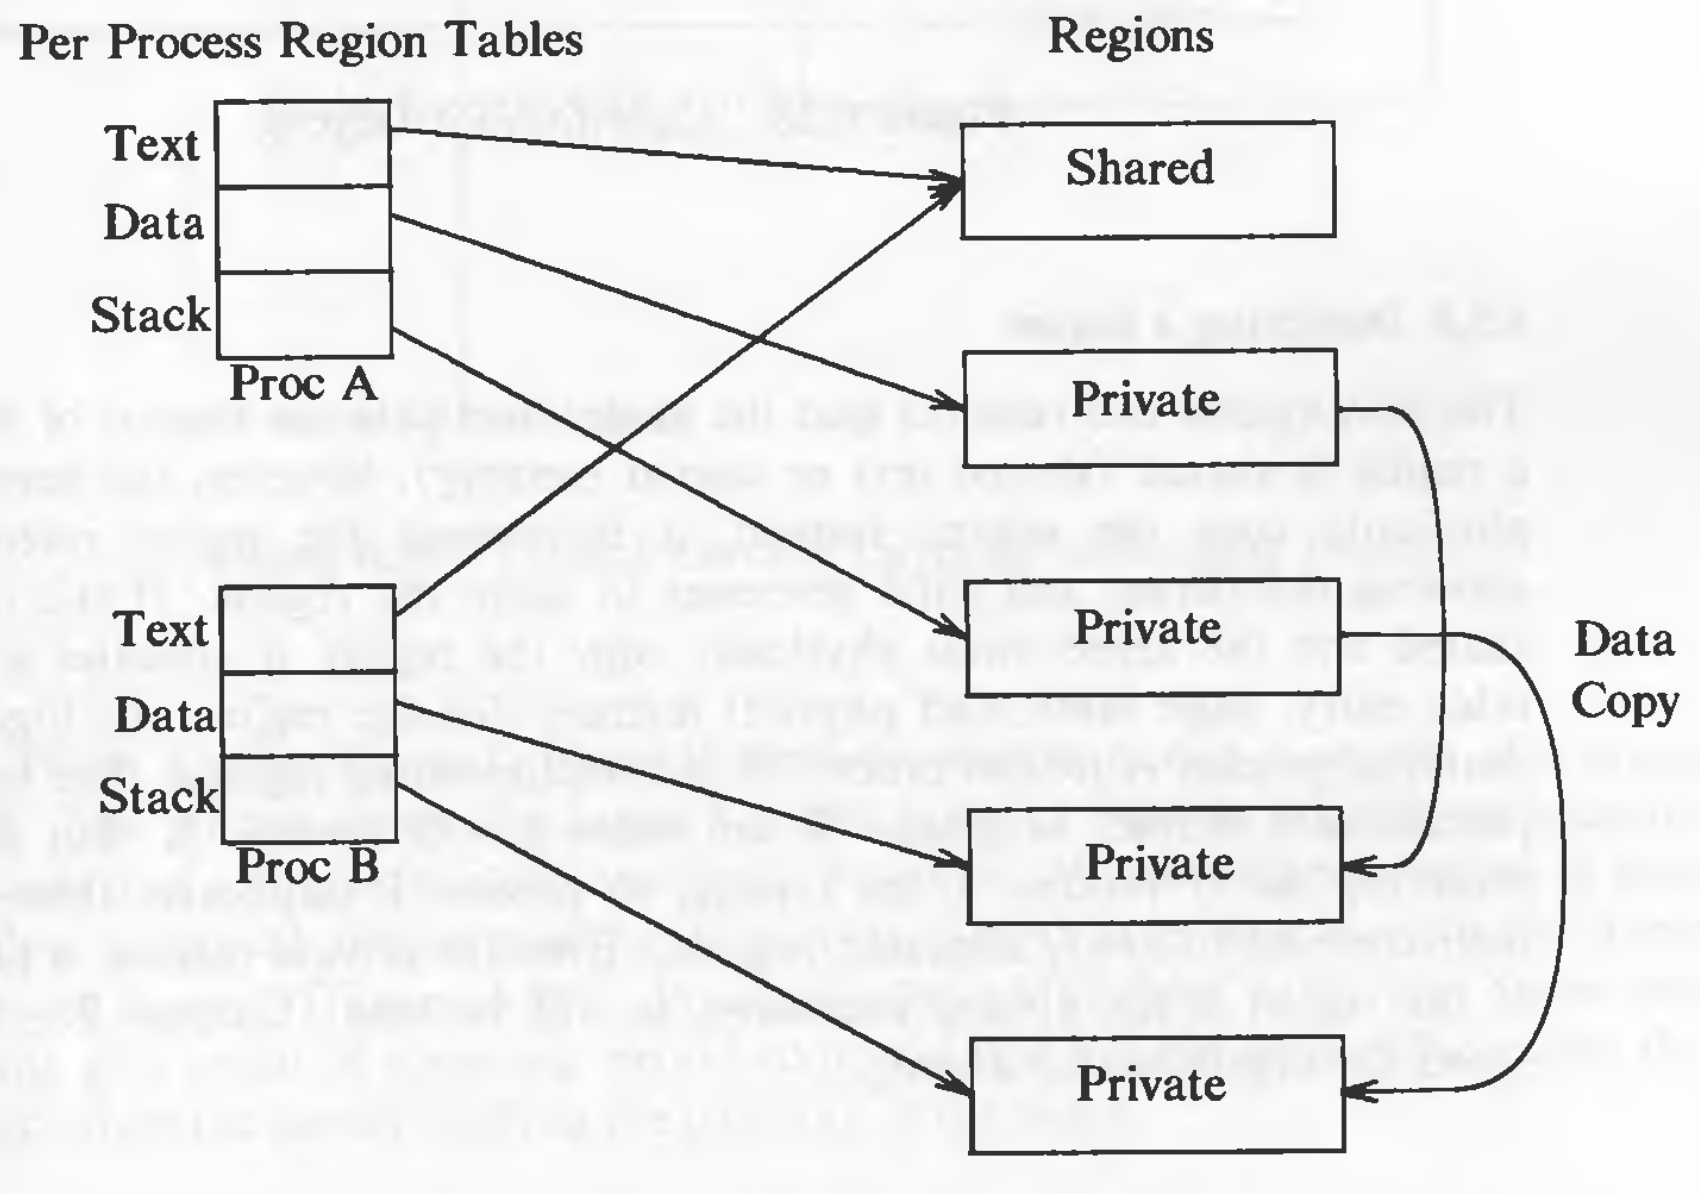 Per Process Region Tables
Regions
Text
Data
Stack
Proc A
Text
Data
Stack
Proc B
Shared
Private
Private
Private
Private
Data
Copy